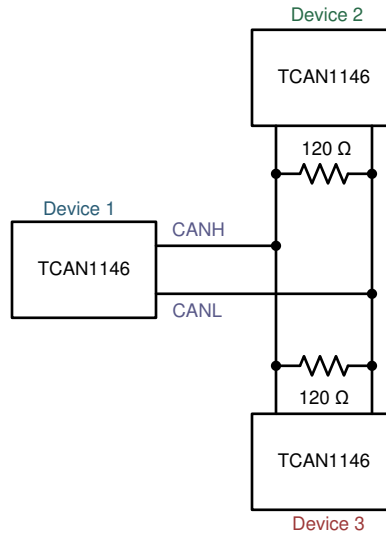 Device 2
TCAN1146
120 Ω
Device 1
CANH
TCAN1146
CANL
120 Ω
TCAN1146
Device 3